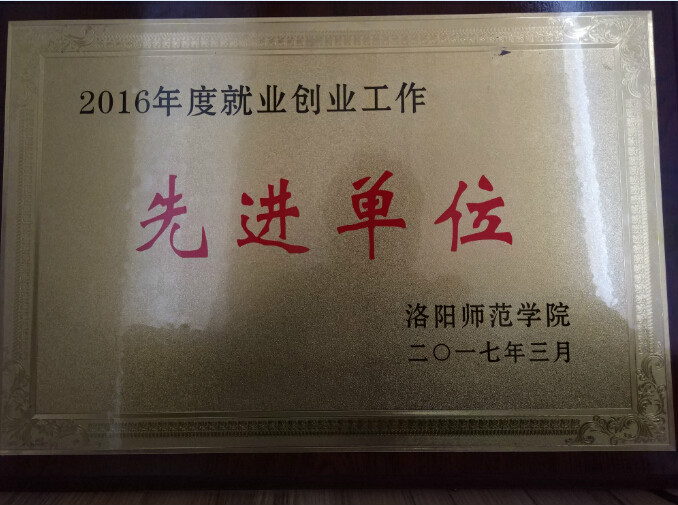 2016年度就业创业工作
先进单位
洛阳师范学院
二〇一七年三月